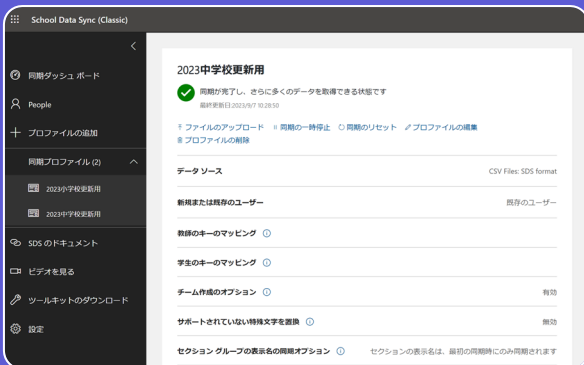 School Data Sync (Classic)
同期ダッシュ ボード
People
プロファイルの追加
同期プロファイル (2)
2023小学校更新用
2023中学校更新用
SDS のドキュメント
ビデオを見る
ツールキットのダウンロード
設定
2023中学校更新用
同期が完了し、さらに多くのデータを取得できる状態です
最終更新日:2023/9/7 10:28:50
ファイルのアップロード 同期の一時停止 同期のリセット プロファイルの編集
プロファイルの削除
データ ソース CSV Files: SDS format
新規または既存のユーザー 既存のユーザー
教師のキーのマッピング
学生のキーのマッピング
チーム作成のオプション 有効
サポートされていない特殊文字を置換 無効
セクション グループの表示名の同期オプション セクションの表示名は、最初の同期時にのみ同期されます